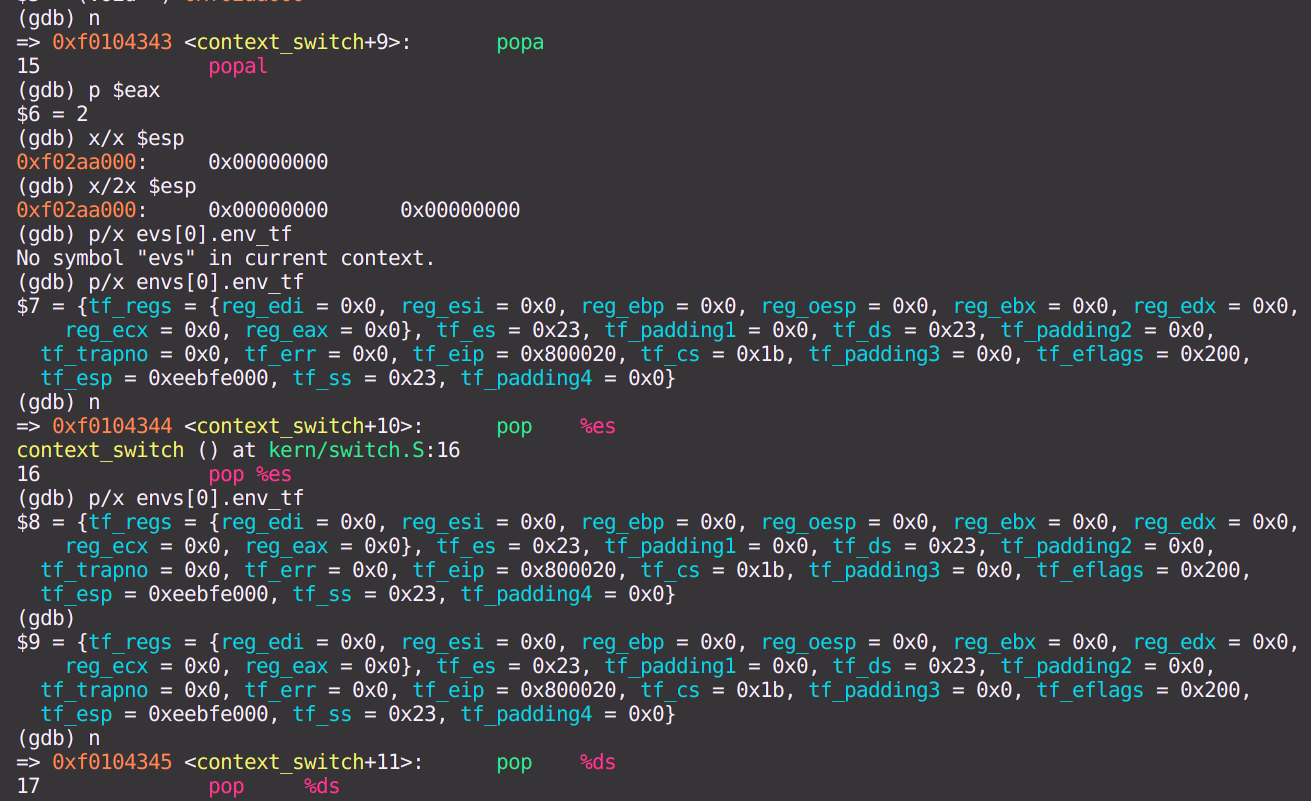 (gdb) n
=> 0xf0104343 <context_switch+9>:      popa
15              popal
(gdb) p $eax
$6 = 2
(gdb) x/x $esp
0xf02aa000:     0x00000000
(gdb) x/2x $esp
0xf02aa000:     0x00000000      0x00000000
(gdb) p/x evs[0].env_tf
No symbol "evs" in current context.
(gdb) p/x envs[0].env_tf
$7 = {tf_regs = {reg_edi = 0x0, reg_esi = 0x0, reg_ebp = 0x0, reg_oesp = 0x0, reg_ebx = 0x0, reg_edx = 0x0,
    reg_ecx = 0x0, reg_eax = 0x0}, tf_es = 0x23, tf_padding1 = 0x0, tf_ds = 0x23, tf_padding2 = 0x0,
  tf_trapno = 0x0, tf_err = 0x0, tf_eip = 0x800020, tf_cs = 0x1b, tf_padding3 = 0x0, tf_eflags = 0x200,
  tf_esp = 0xeebfe000, tf_ss = 0x23, tf_padding4 = 0x0}
(gdb) n
=> 0xf0104344 <context_switch+10>:      pop    %es
context_switch () at kern/switch.S:16
16              pop %es
(gdb) p/x envs[0].env_tf
$8 = {tf_regs = {reg_edi = 0x0, reg_esi = 0x0, reg_ebp = 0x0, reg_oesp = 0x0, reg_ebx = 0x0, reg_edx = 0x0,
    reg_ecx = 0x0, reg_eax = 0x0}, tf_es = 0x23, tf_padding1 = 0x0, tf_ds = 0x23, tf_padding2 = 0x0,
  tf_trapno = 0x0, tf_err = 0x0, tf_eip = 0x800020, tf_cs = 0x1b, tf_padding3 = 0x0, tf_eflags = 0x200,
  tf_esp = 0xeebfe000, tf_ss = 0x23, tf_padding4 = 0x0}
(gdb)
$9 = {tf_regs = {reg_edi = 0x0, reg_esi = 0x0, reg_ebp = 0x0, reg_oesp = 0x0, reg_ebx = 0x0, reg_edx = 0x0,
    reg_ecx = 0x0, reg_eax = 0x0}, tf_es = 0x23, tf_padding1 = 0x0, tf_ds = 0x23, tf_padding2 = 0x0,
  tf_trapno = 0x0, tf_err = 0x0, tf_eip = 0x800020, tf_cs = 0x1b, tf_padding3 = 0x0, tf_eflags = 0x200,
  tf_esp = 0xeebfe000, tf_ss = 0x23, tf_padding4 = 0x0}
(gdb) n
=> 0xf0104345 <context_switch+11>:      pop    %ds
17              pop     %ds